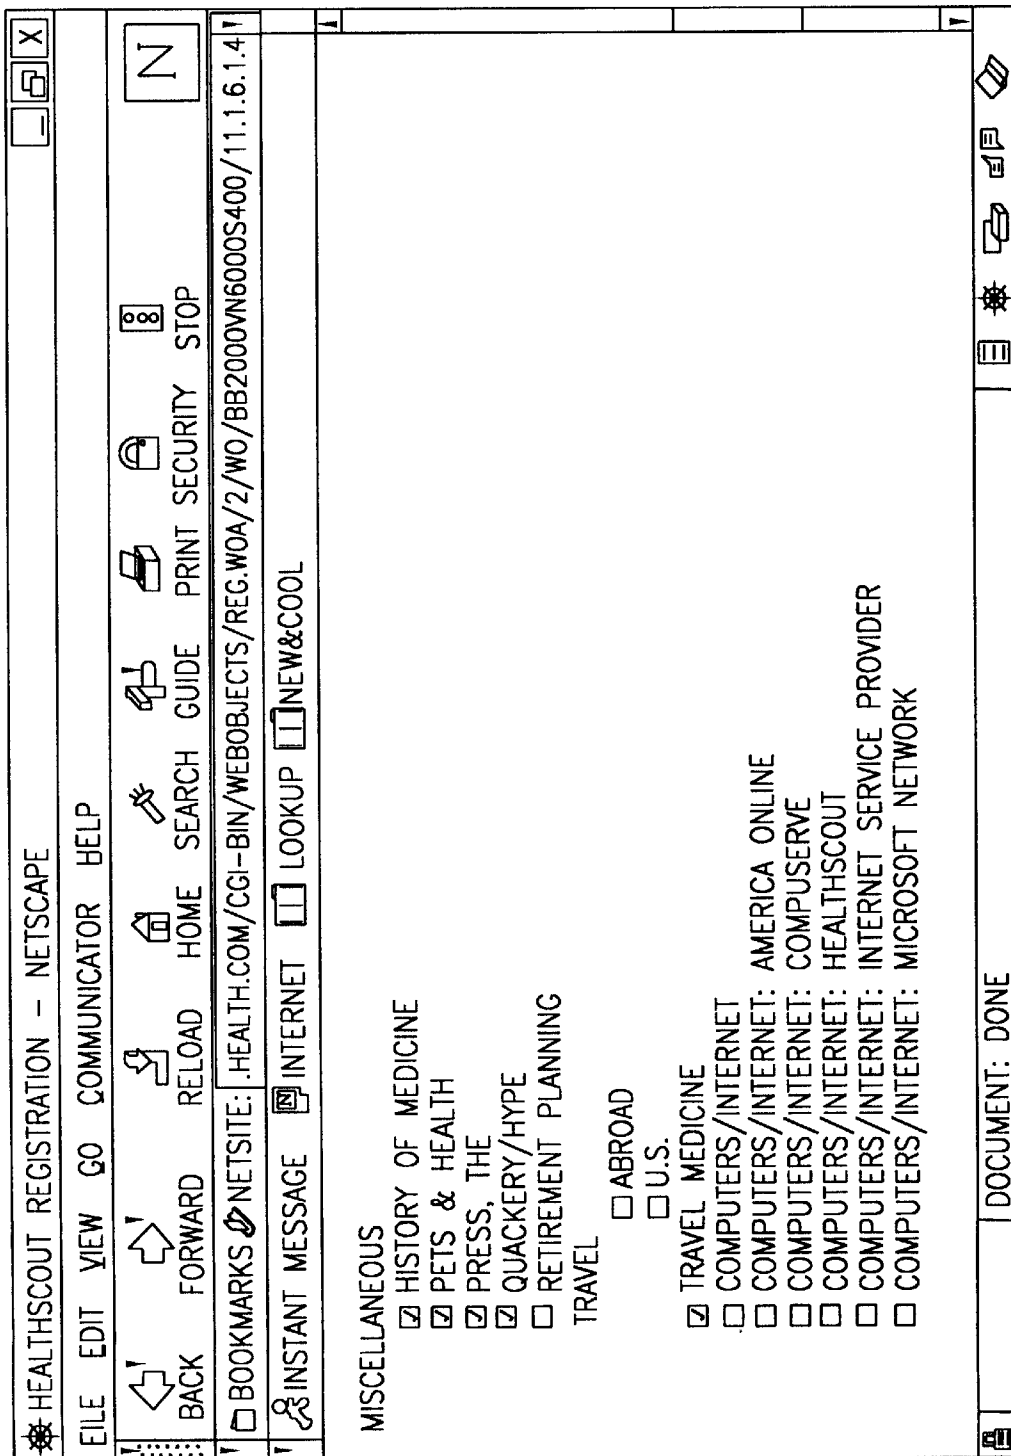 HEALTHSCOUT REGISTRATION – NETSCAPE
EILE EDIT VIEW GO COMMUNICATOR HELP
N
BACK FORWARD RELOAD HOME SEARCH GUIDE PRINT SECURITY STOP
BOOKMARKS NETSITE: .HEALTH.COM/CGI-BIN/WEBOBJECTS/REG.WOA/2/WO/BB2000VN6000S400/11.1.6.1.4
INSTANT MESSAGE N INTERNET LOOKUP NEW&COOL
MISCELLANEOUS
HISTORY OF MEDICINE
PETS & HEALTH
PRESS, THE
QUACKERY/HYPE
RETIREMENT PLANNING
TRAVEL
ABROAD
U.S.
TRAVEL MEDICINE
COMPUTERS/INTERNET
COMPUTERS/INTERNET: AMERICA ONLINE
COMPUTERS/INTERNET: COMPUSERVE
COMPUTERS/INTERNET: HEALTHSCOUT
COMPUTERS/INTERNET: INTERNET SERVICE PROVIDER
COMPUTERS/INTERNET: MICROSOFT NETWORK
DOCUMENT: DONE